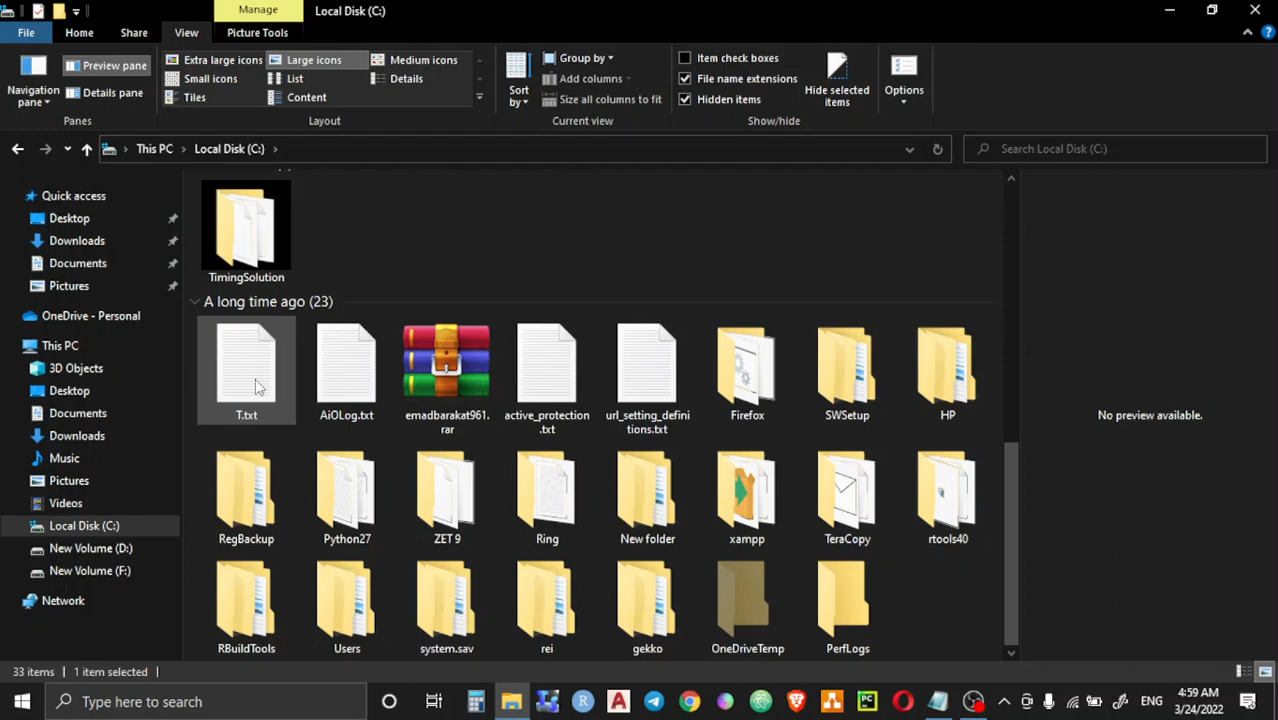 Manage
Local Disk (C:)
File
Home
Share
View
Picture Tools
Navigation pane
Preview pane
Details pane
Panes
Extra large icons
Large icons
Medium icons
Small icons
List
Details
Tiles
Content
Layout
Sort by
Group by
Add columns
Size all columns to fit
Current view
Item check boxes
File name extensions
Hidden items
Hide selected items
Show/hide
Options
This PC > Local Disk (C:) >
Search Local Disk (C:)
Quick access
Desktop
Downloads
Documents
Pictures
OneDrive - Personal
This PC
3D Objects
Desktop
Documents
Downloads
Music
Pictures
Videos
Local Disk (C:)
New Volume (D:)
New Volume (F:)
Network
TimingSolution
A long time ago (23)
T.txt
AiOLog.txt
emadbarakat961.
rar
active_protection
.txt
url_setting_defini
tions.txt
Firefox
SWSetup
HP
RegBackup
Python27
ZET 9
Ring
New folder
xampp
TeraCopy
rtools40
RBuildTools
Users
system.sav
rei
gekko
OneDriveTemp
PerfLogs
No preview available.
33 items
1 item selected
Type here to search
ENG
4:59 AM
3/24/2022